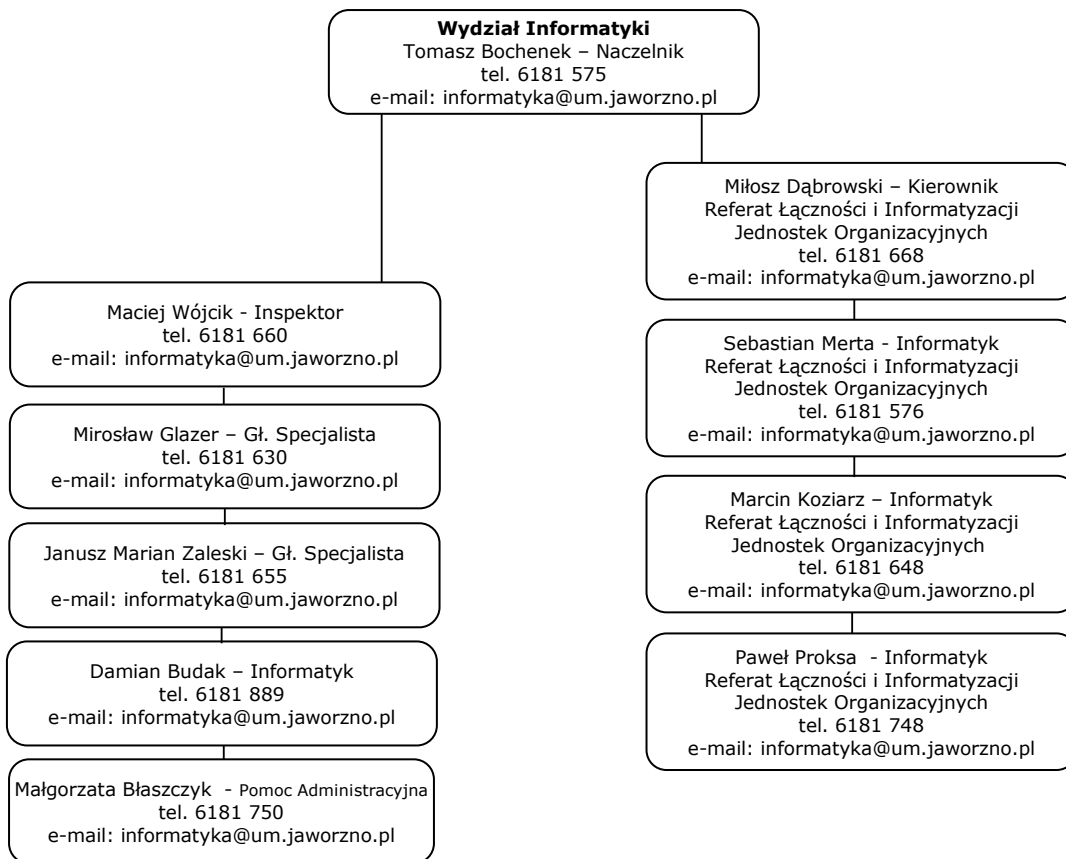 Wydział Informatyki
Tomasz Bochenek – Naczelnik
tel. 6181 575
e-mail: informatyka@um.jaworzno.pl
Maciej Wójcik - Inspektor
tel. 6181 660
e-mail: informatyka@um.jaworzno.pl
Mirosław Glazer – Gł. Specjalista
tel. 6181 630
e-mail: informatyka@um.jaworzno.pl
Janusz Marian Zaleski – Gł. Specjalista
tel. 6181 655
e-mail: informatyka@um.jaworzno.pl
Damian Budak – Informatyk
tel. 6181 889
e-mail: informatyka@um.jaworzno.pl
Małgorzata Błaszczyk - Pomoc Administracyjna
tel. 6181 750
e-mail: informatyka@um.jaworzno.pl
Miłosz Dąbrowski – Kierownik
Referat Łączności i Informatyzacji
Jednostek Organizacyjnych
tel. 6181 668
e-mail: informatyka@um.jaworzno.pl
Sebastian Merta - Informatyk
Referat Łączności i Informatyzacji
Jednostek Organizacyjnych
tel. 6181 576
e-mail: informatyka@um.jaworzno.pl
Marcin Koziarz – Informatyk
Referat Łączności i Informatyzacji
Jednostek Organizacyjnych
tel. 6181 648
e-mail: informatyka@um.jaworzno.pl
Paweł Proksa - Informatyk
Referat Łączności i Informatyzacji
Jednostek Organizacyjnych
tel. 6181 748
e-mail: informatyka@um.jaworzno.pl